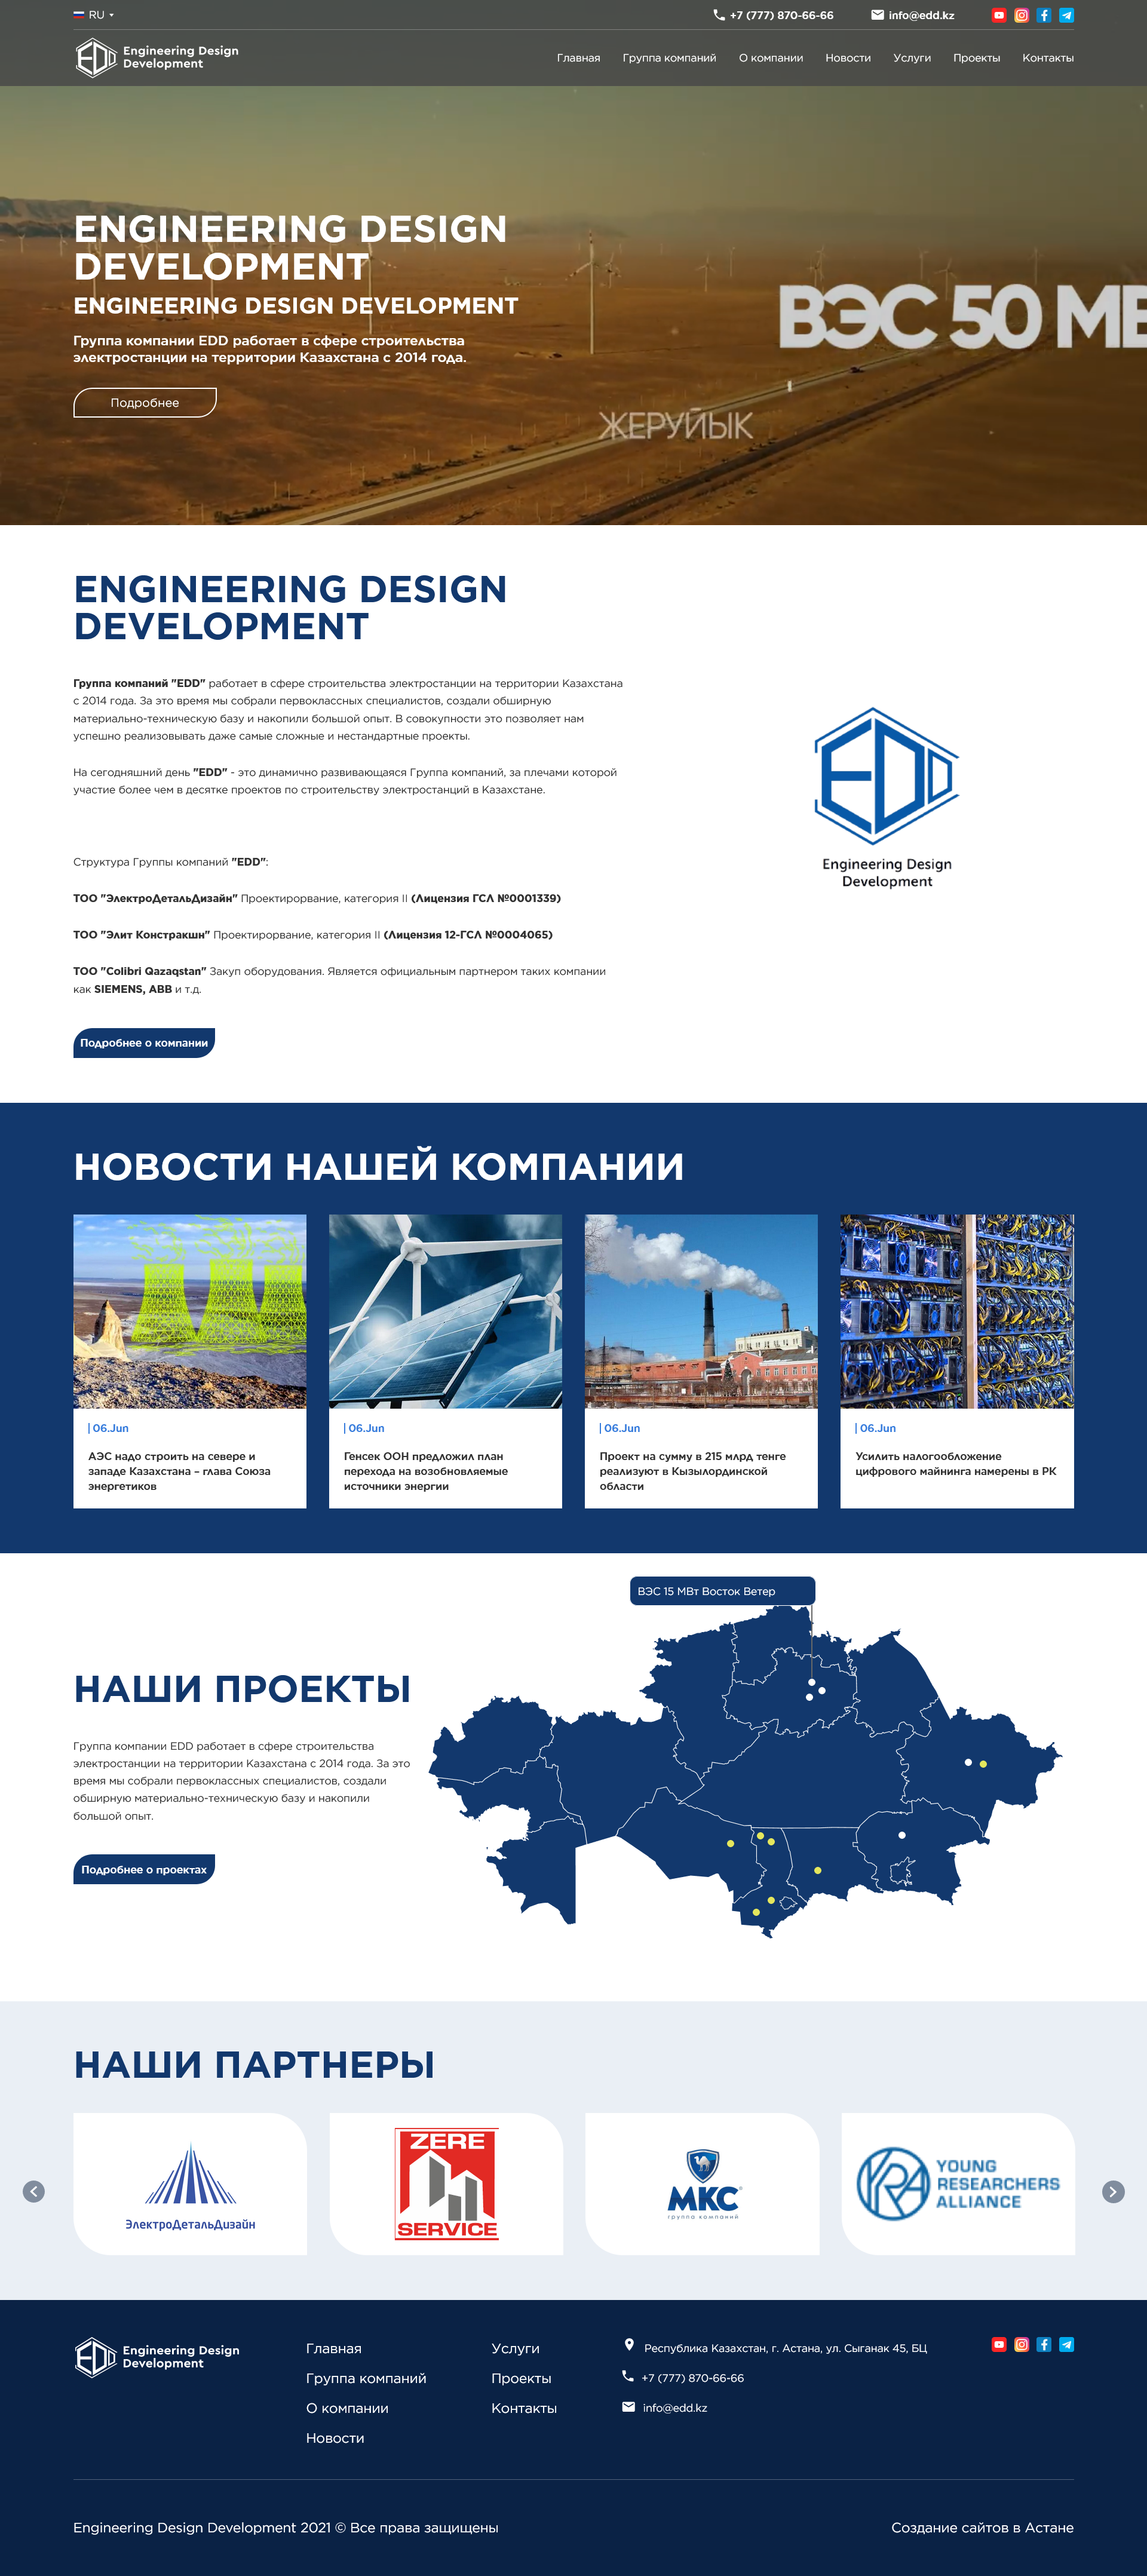 RU
+7 (777) 870-66-66
info@edd.kz
Engineering Design
Development
Главная
Группа компаний
О компании
Новости
Услуги
Проекты
Контакты
ENGINEERING DESIGN
DEVELOPMENT
ENGINEERING DESIGN DEVELOPMENT
Группа компании EDD работает в сфере строительства
электростанции на территории Казахстана с 2014 года.
Подробнее
ВЭС 50 МВ
ЖЕРУЙЫК
ENGINEERING DESIGN
DEVELOPMENT
Группа компаний "EDD" работает в сфере строительства электростанции на территории Казахстана
с 2014 года. За это время мы собрали первоклассных специалистов, создали обширную
материально-техническую базу и накопили большой опыт. В совокупности это позволяет нам
успешно реализовывать даже самые сложные и нестандартные проекты.
На сегодняшний день "EDD" - это динамично развивающаяся Группа компаний, за плечами которой
участие более чем в десятке проектов по строительству электростанций в Казахстане.
Структура Группы компаний "EDD":
ТОО "ЭлектроДетальДизайн" Проектирорвание, категория II (Лицензия ГСЛ №0001339)
ТОО "Элит Констракшн" Проектирорвание, категория II (Лицензия 12-ГСЛ №0004065)
ТОО "Colibri Qazaqstan" Закуп оборудования. Является официальным партнером таких компании
как SIEMENS, ABB и т.д.
Подробнее о компании
EDD
Engineering Design
Development
НОВОСТИ НАШЕЙ КОМПАНИИ
06.Jun
АЭС надо строить на севере и
западе Казахстана – глава Союза
энергетиков
06.Jun
Генсек ООН предложил план
перехода на возобновляемые
источники энергии
06.Jun
Проект на сумму в 215 млрд тенге
реализуют в Кызылординской
области
06.Jun
Усилить налогообложение
цифрового майнинга намерены в РК
ВЭС 15 МВт Восток Ветер
НАШИ ПРОЕКТЫ
Группа компании EDD работает в сфере строительства
электростанции на территории Казахстана с 2014 года. За это
время мы собрали первоклассных специалистов, создали
обширную материально-техническую базу и накопили
большой опыт.
Подробнее о проектах
НАШИ ПАРТНЕРЫ
ЭлектроДетальДизайн
ZERE
SERVICE
МКС
группа компаний
YRA
YOUNG
RESEARCHERS
ALLIANCE
Engineering Design
Development
Главная
Группа компаний
О компании
Новости
Услуги
Проекты
Контакты
Республика Казахстан, г. Астана, ул. Сыганак 45, БЦ
+7 (777) 870-66-66
info@edd.kz
Engineering Design Development 2021 © Все права защищены
Создание сайтов в Астане